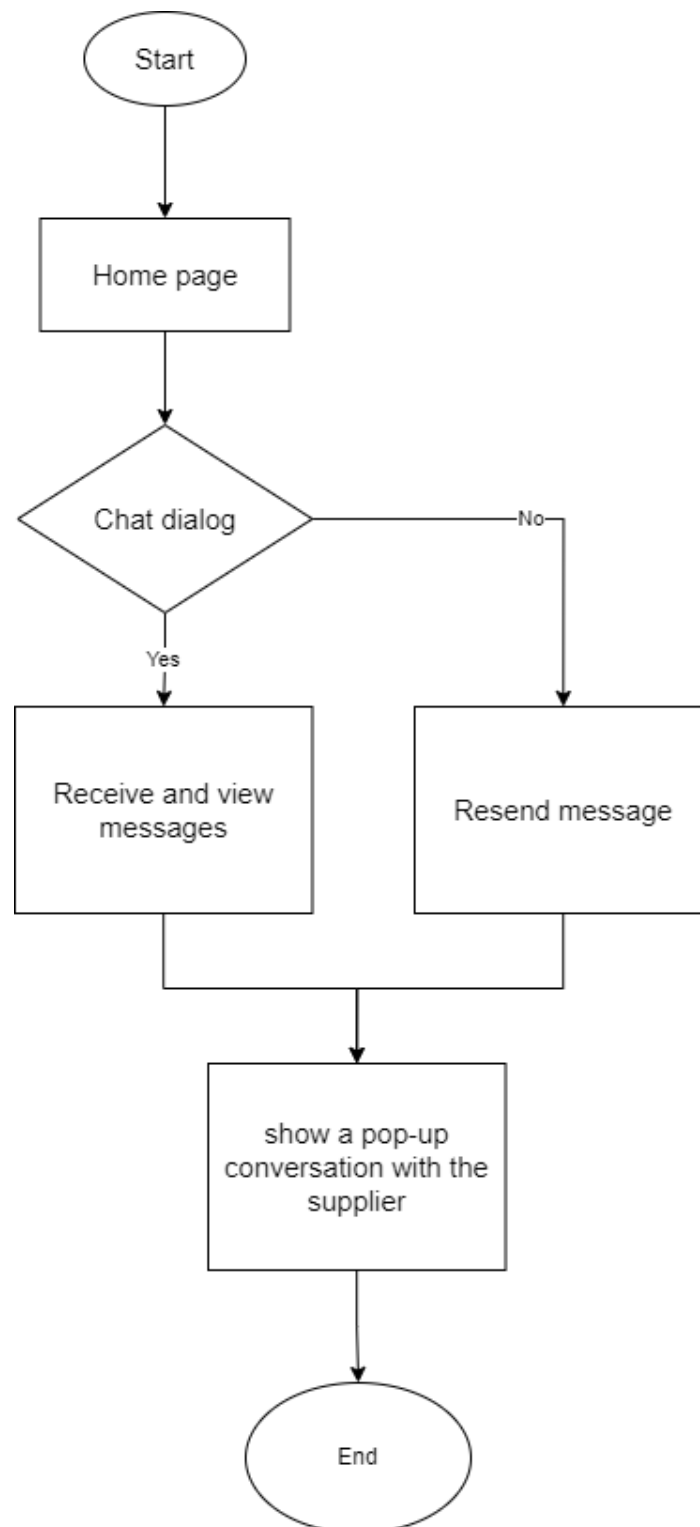 Start
Home page
Chat dialog
No
Yes
Receive and view
messages
Resend message
show a pop-up
conversation with the
supplier
End